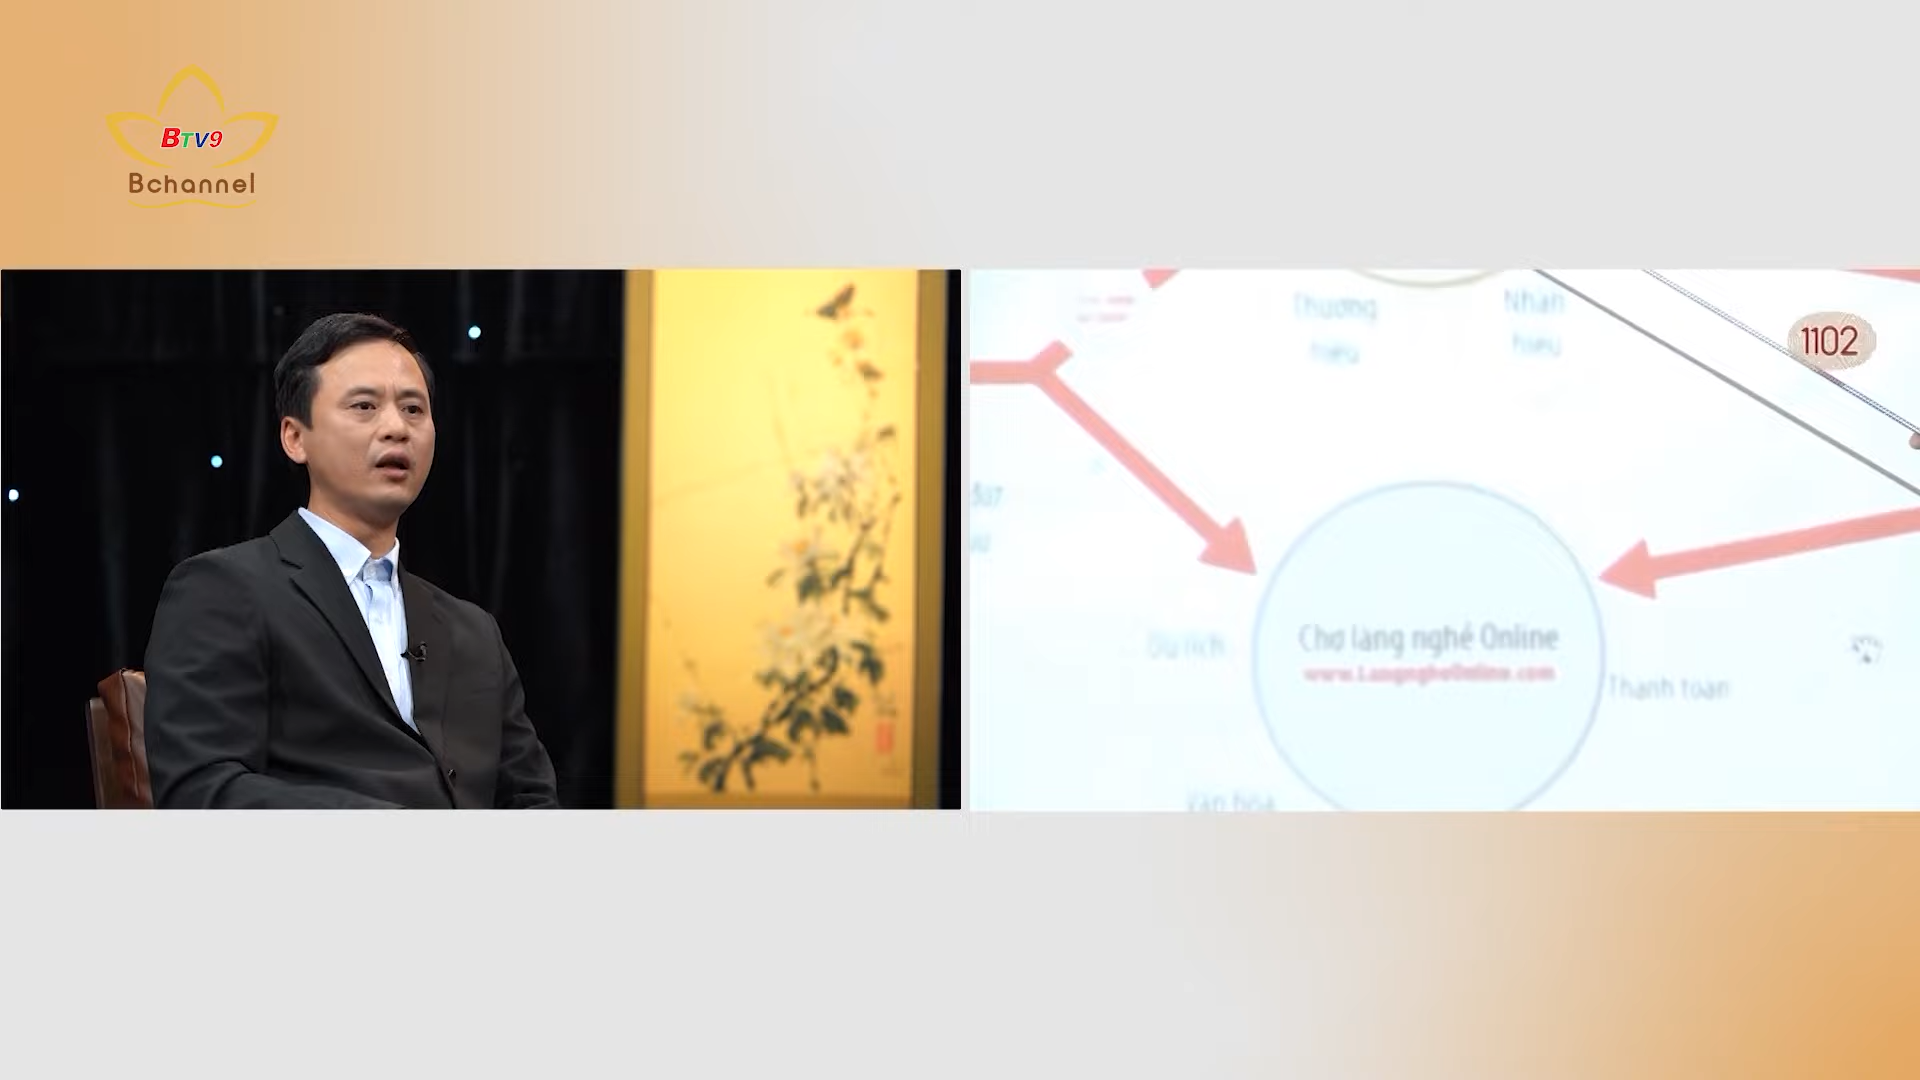 BTV9
Bchannel
1102
Thương
hiệu
Nhãn
hiệu
Du lịch
Chợ làng nghề Online
www.LangngheOnline.com
Thanh toán
Văn hóa